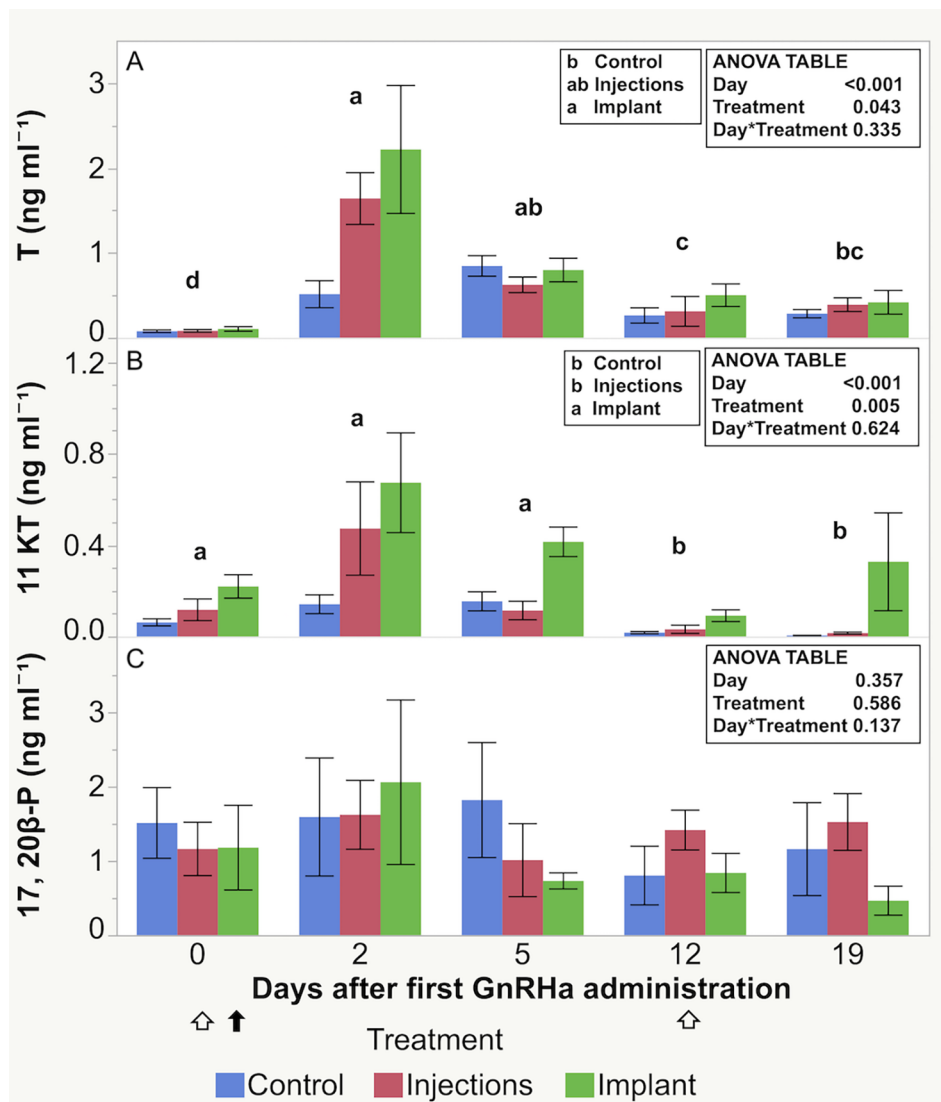 A
b Control
ab Injections
a Implant
ANOVA TABLE
Day <0.001
Treatment 0.043
Day*Treatment 0.335
T (ng ml⁻¹)
3
2
1
0
d
a
ab
c
bc
B
b Control
b Injections
a Implant
ANOVA TABLE
Day <0.001
Treatment 0.005
Day*Treatment 0.624
11 KT (ng ml⁻¹)
1.2
0.8
0.4
0.0
a
a
a
b
b
C
ANOVA TABLE
Day 0.357
Treatment 0.586
Day*Treatment 0.137
17, 20β-P (ng ml⁻¹)
3
2
1
0
0 2 5 12 19
Days after first GnRHa administration
Treatment
Control Injections Implant